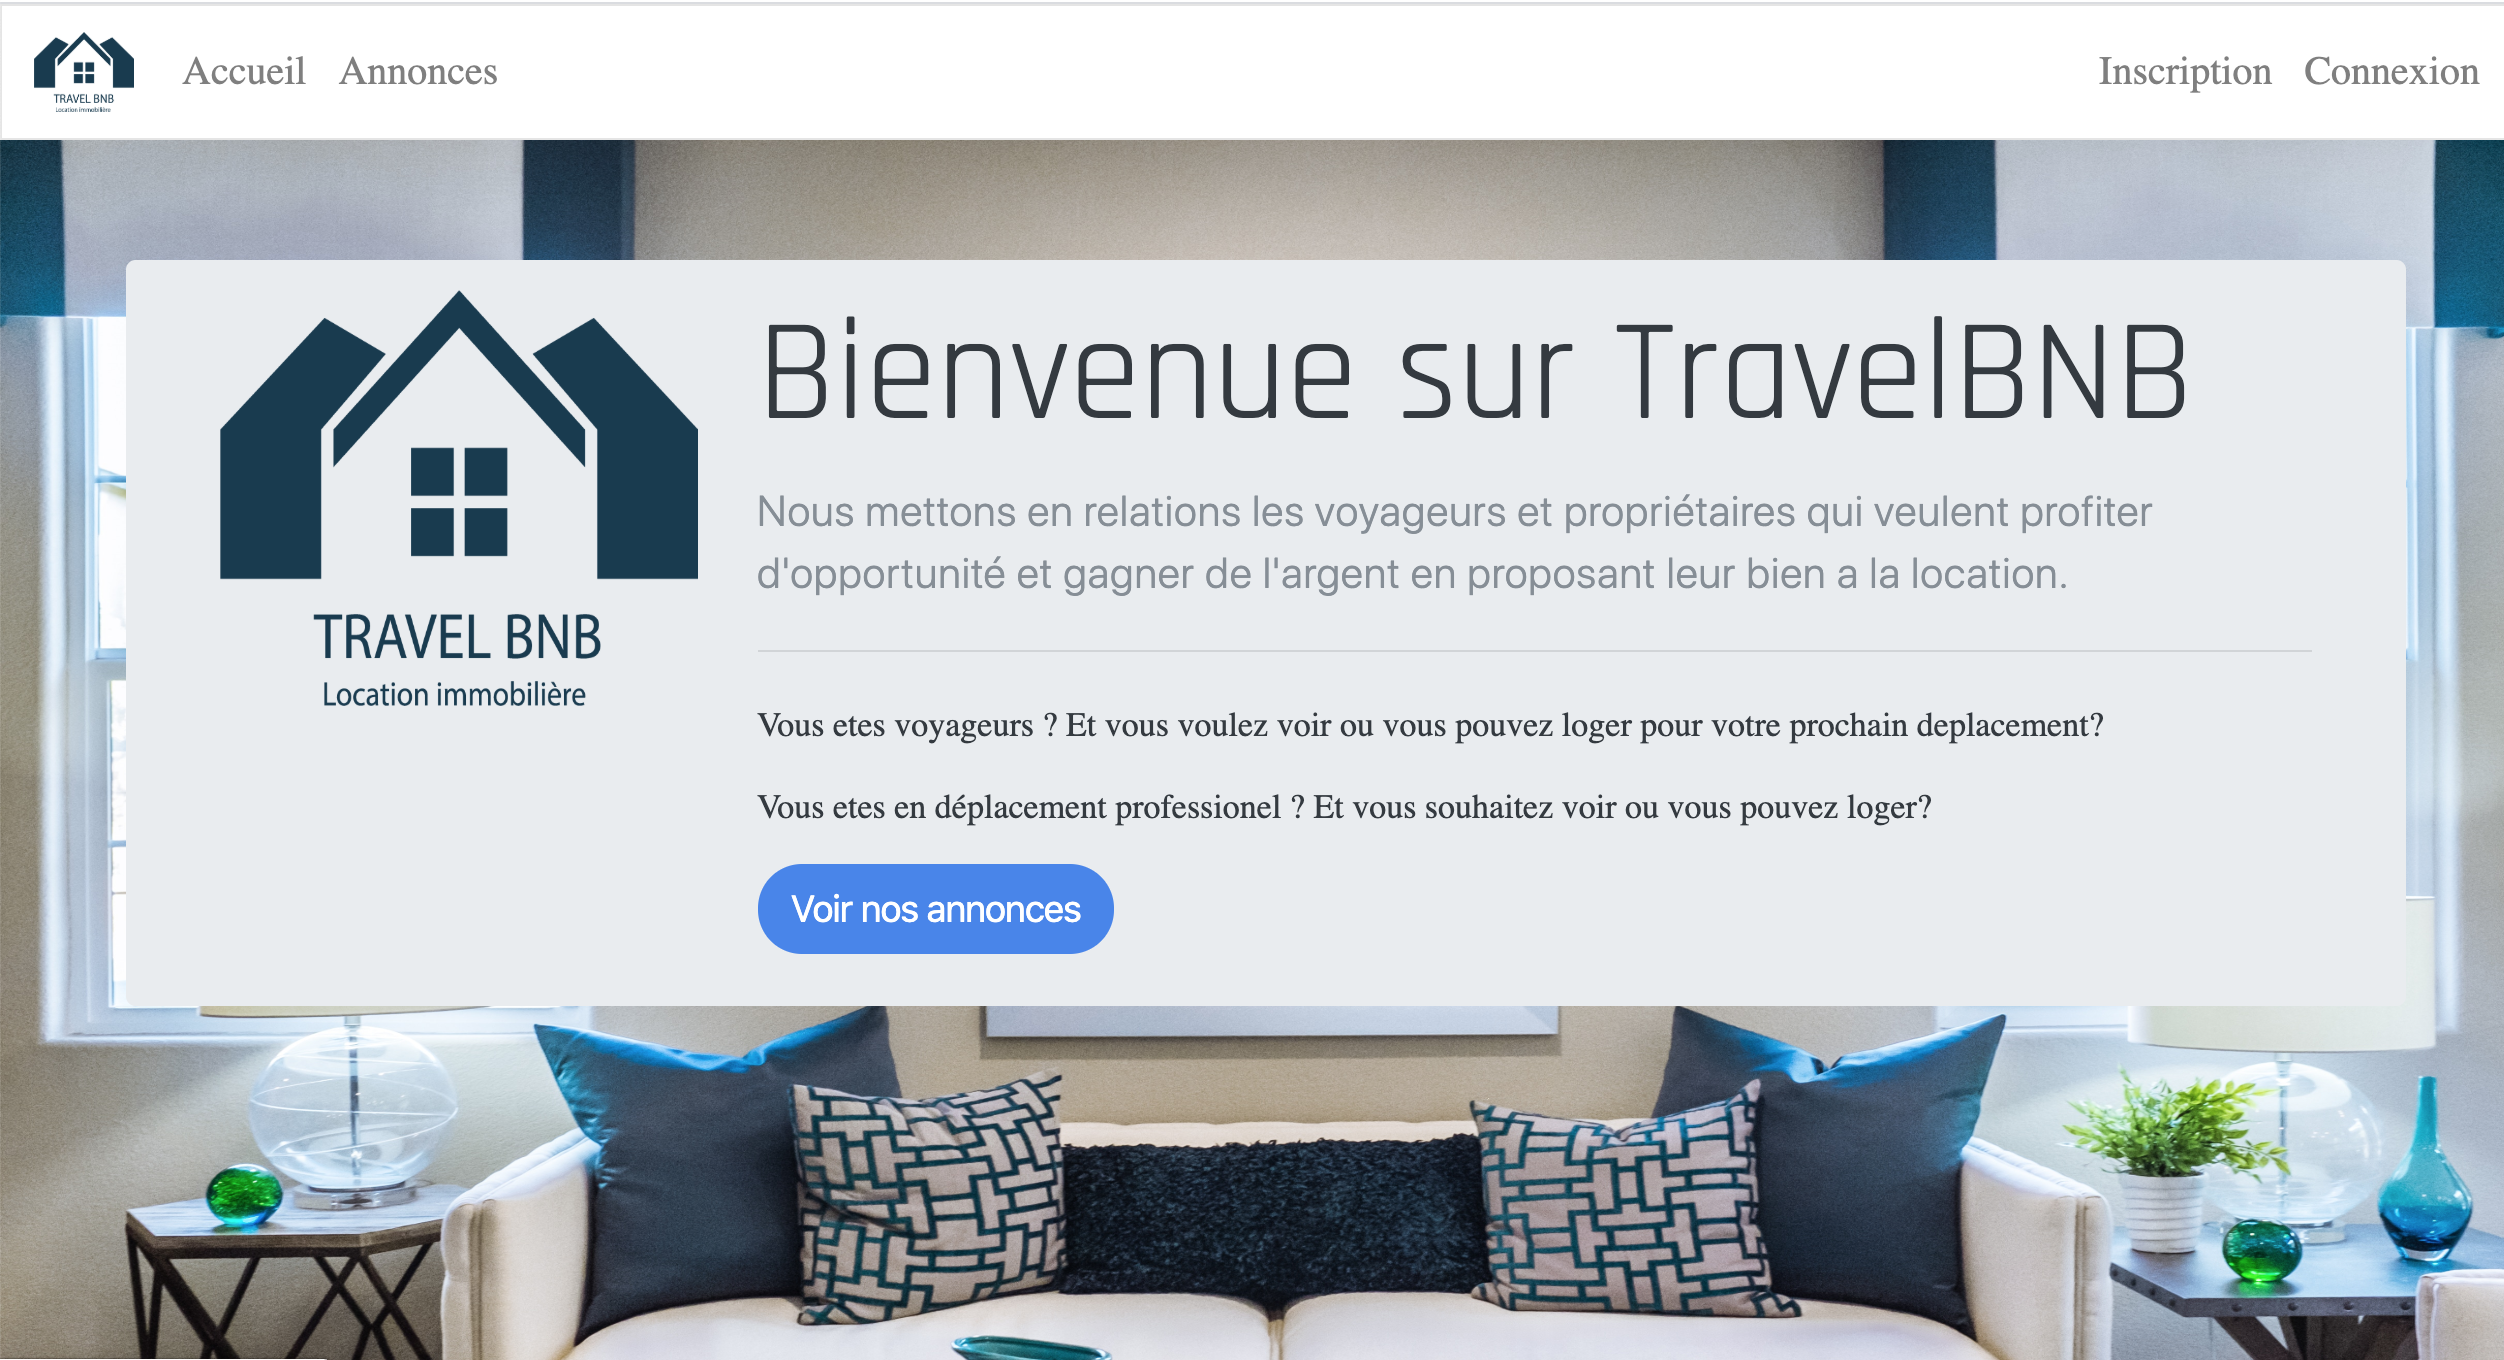 TRAVEL BNB
Location immobilière
Accueil Annonces
Inscription Connexion
TRAVEL BNB
Location immobilière
Bienvenue sur TravelBNB
Nous mettons en relations les voyageurs et propriétaires qui veulent profiter
d'opportunité et gagner de l'argent en proposant leur bien a la location.
Vous etes voyageurs ? Et vous voulez voir ou vous pouvez loger pour votre prochain deplacement?
Vous etes en déplacement professionel ? Et vous souhaitez voir ou vous pouvez loger?
Voir nos annonces